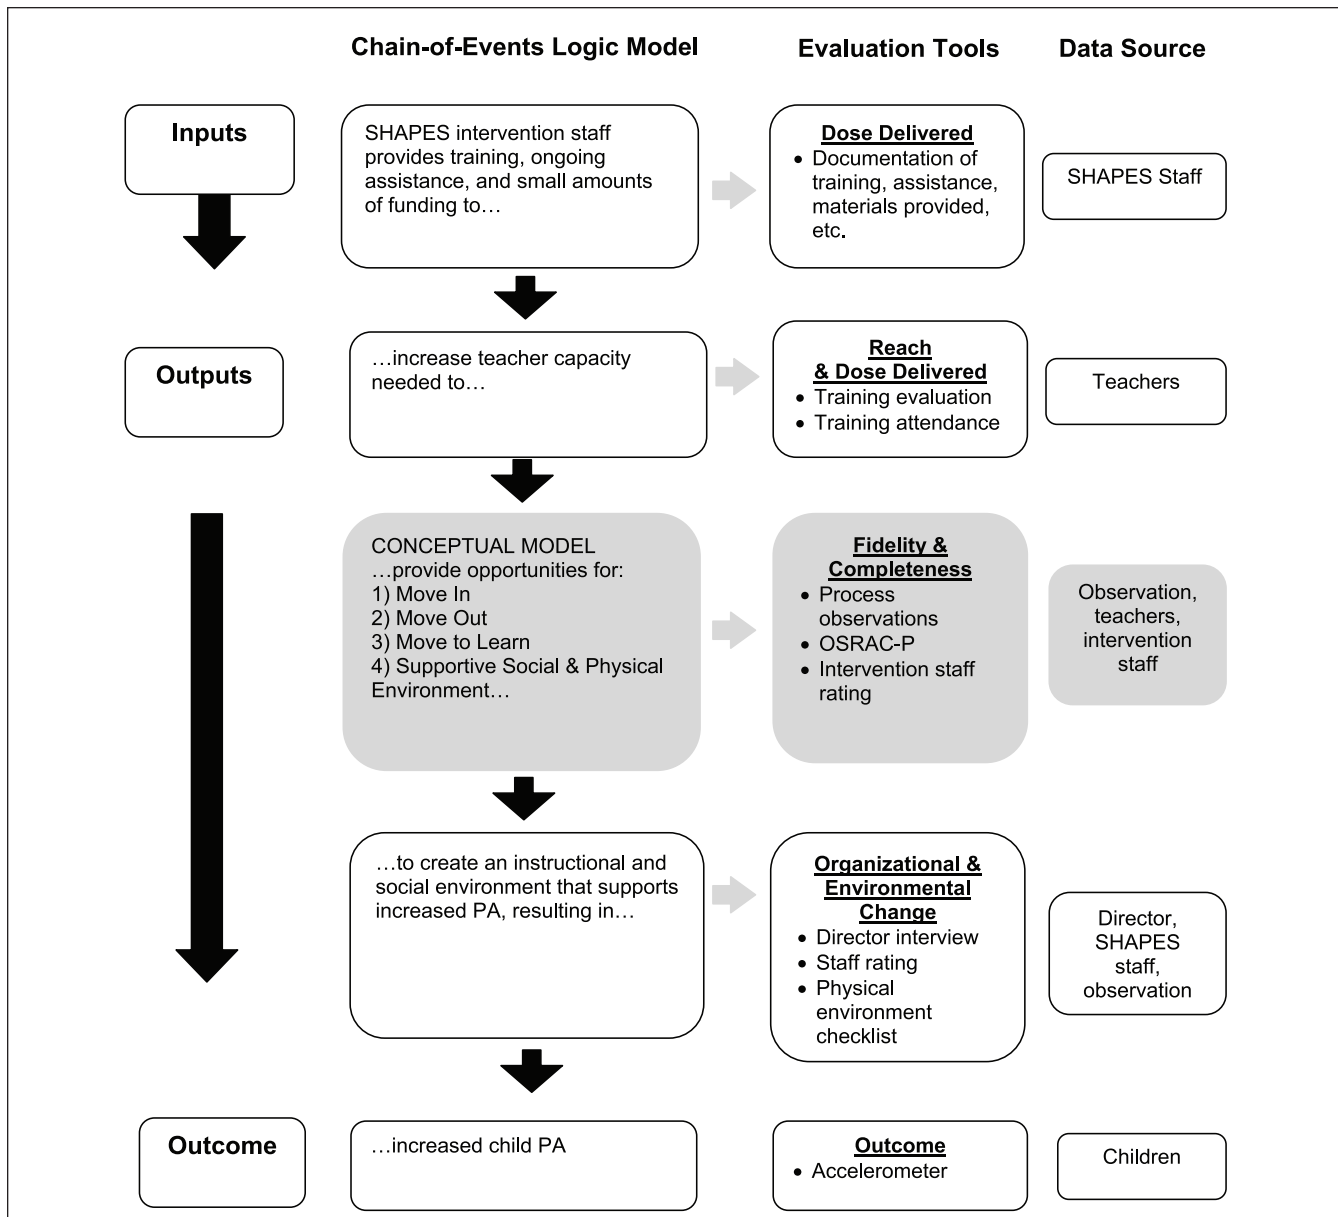 Chain-of-Events Logic Model
Evaluation Tools
Data Source
Inputs
SHAPES intervention staff
provides training, ongoing
assistance, and small amounts
of funding to…
Dose Delivered
• Documentation of
training, assistance,
materials provided,
etc.
SHAPES Staff
Outputs
…increase teacher capacity
needed to…
Reach
& Dose Delivered
• Training evaluation
• Training attendance
Teachers
CONCEPTUAL MODEL
…provide opportunities for:
1) Move In
2) Move Out
3) Move to Learn
4) Supportive Social & Physical
Environment…
Fidelity &
Completeness
• Process
observations
• OSRAC-P
• Intervention staff
rating
Observation,
teachers,
intervention
staff
…to create an instructional and
social environment that supports
increased PA, resulting in…
Organizational &
Environmental
Change
• Director interview
• Staff rating
• Physical
environment
checklist
Director,
SHAPES
staff,
observation
Outcome
…increased child PA
Outcome
• Accelerometer
Children